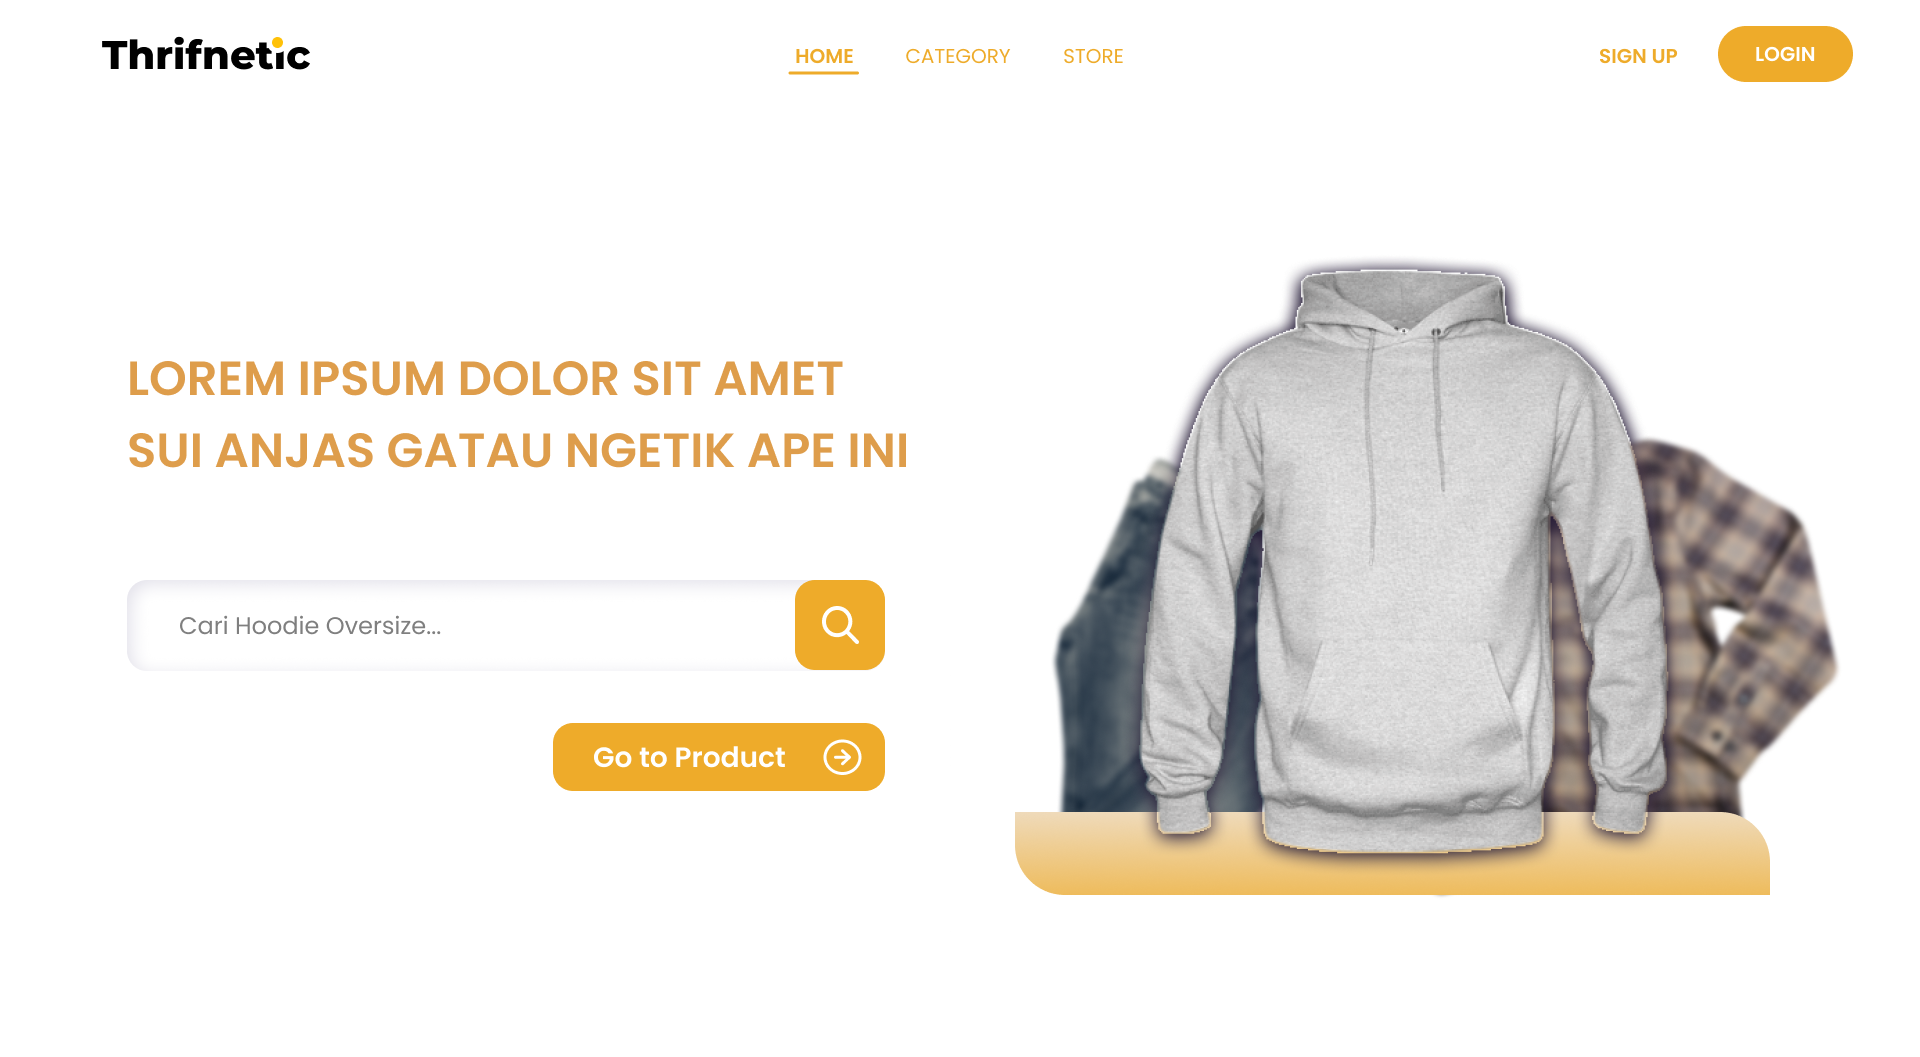 Thrifnetic
HOME
CATEGORY
STORE
SIGN UP
LOGIN
LOREM IPSUM DOLOR SIT AMET
SUI ANJAS GATAU NGETIK APE INI
Cari Hoodie Oversize...
Go to Product